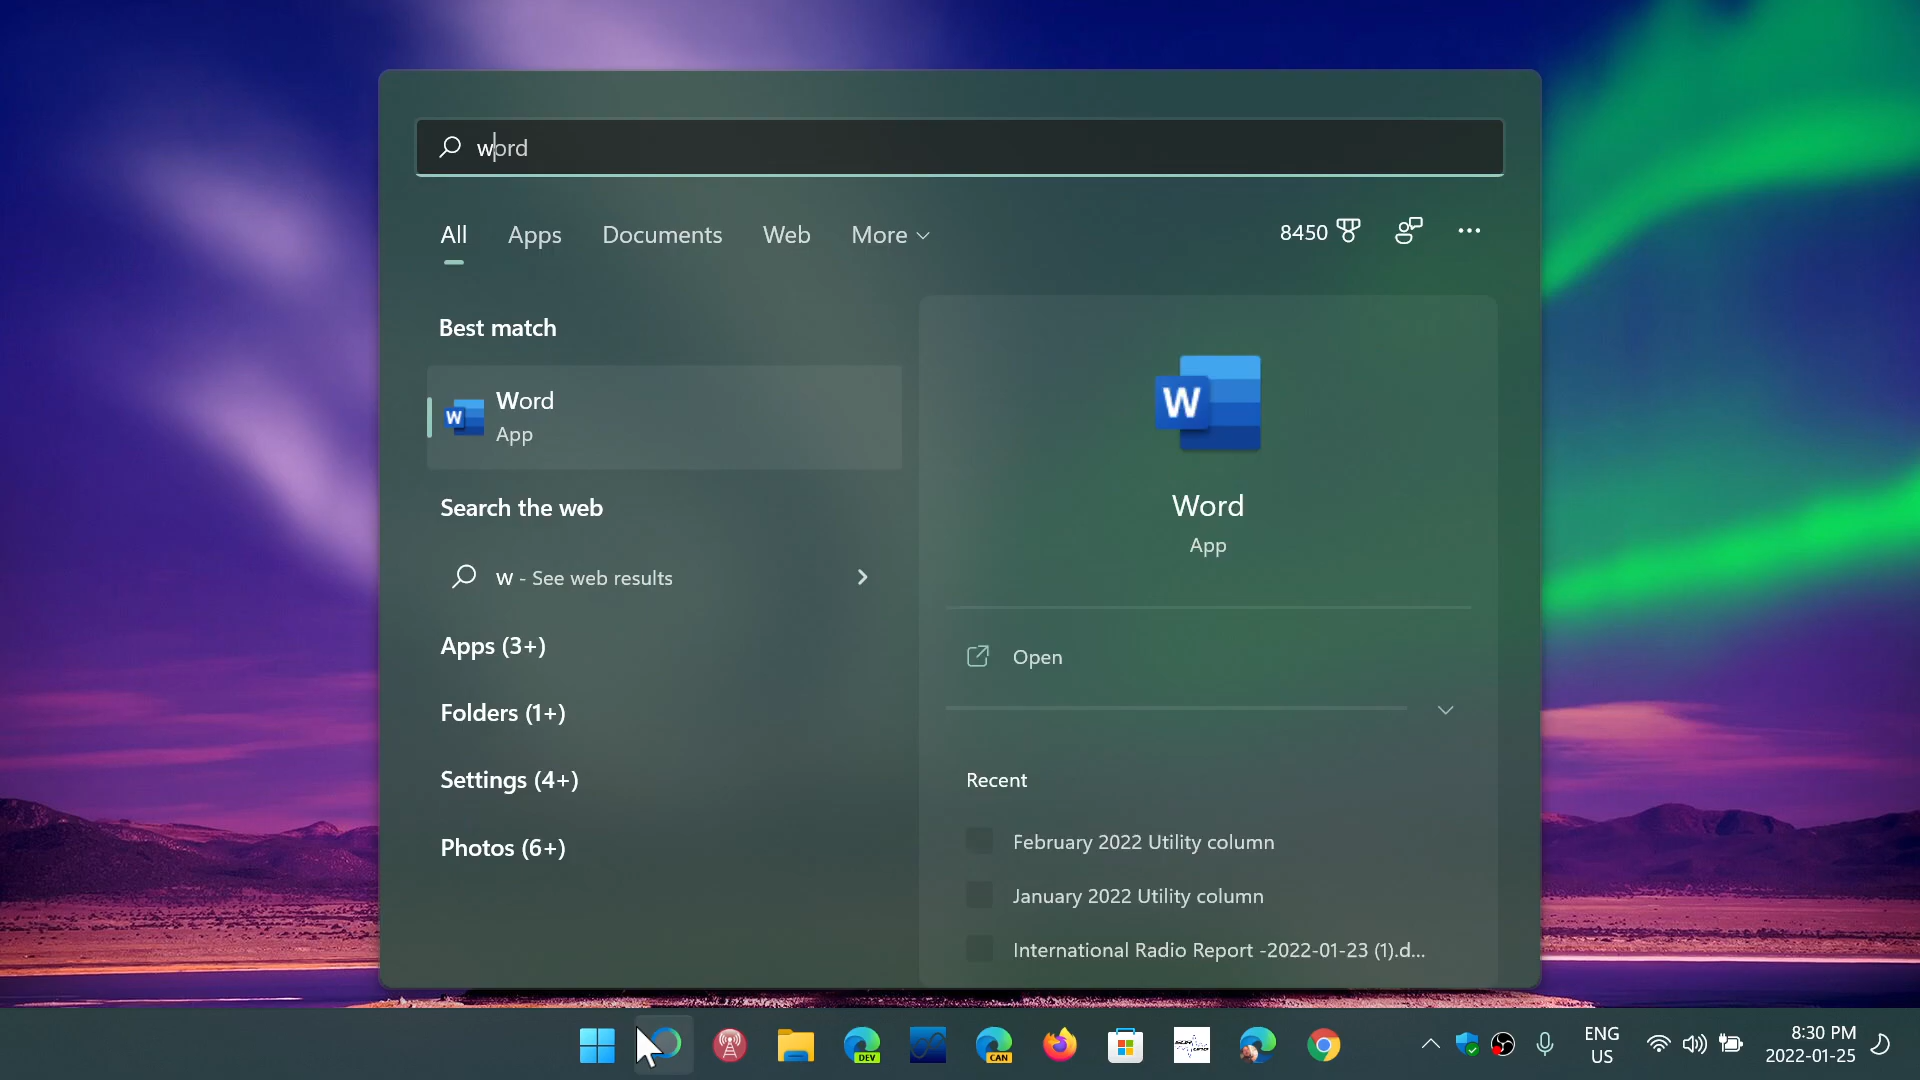 word
All Apps Documents Web More
8450
Best match
Word
App
Search the web
w - See web results
Apps (3+)
Folders (1+)
Settings (4+)
Photos (6+)
W
W
Word
App
Open
Recent
February 2022 Utility column
January 2022 Utility column
International Radio Report -2022-01-23 (1).d...
DEV
CAN
ENG
US
8:30 PM
2022-01-25